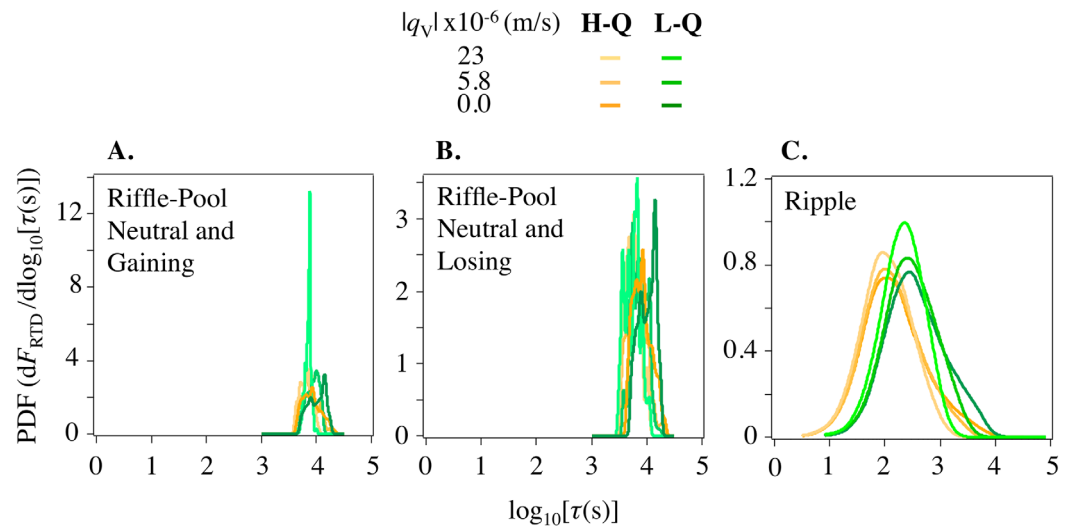 |qV| x10-6 (m/s) H-Q L-Q
23
5.8
0.0
A. B. C.
PDF (dFRTD/dlog10[τ(s)])
Riffle-Pool
Neutral and
Gaining
12
8
4
0
0 1 2 3 4 5
Riffle-Pool
Neutral and
Losing
3
2
1
0
0 1 2 3 4 5
Ripple
1.2
0.8
0.4
0
0 1 2 3 4 5
log10[τ(s)]